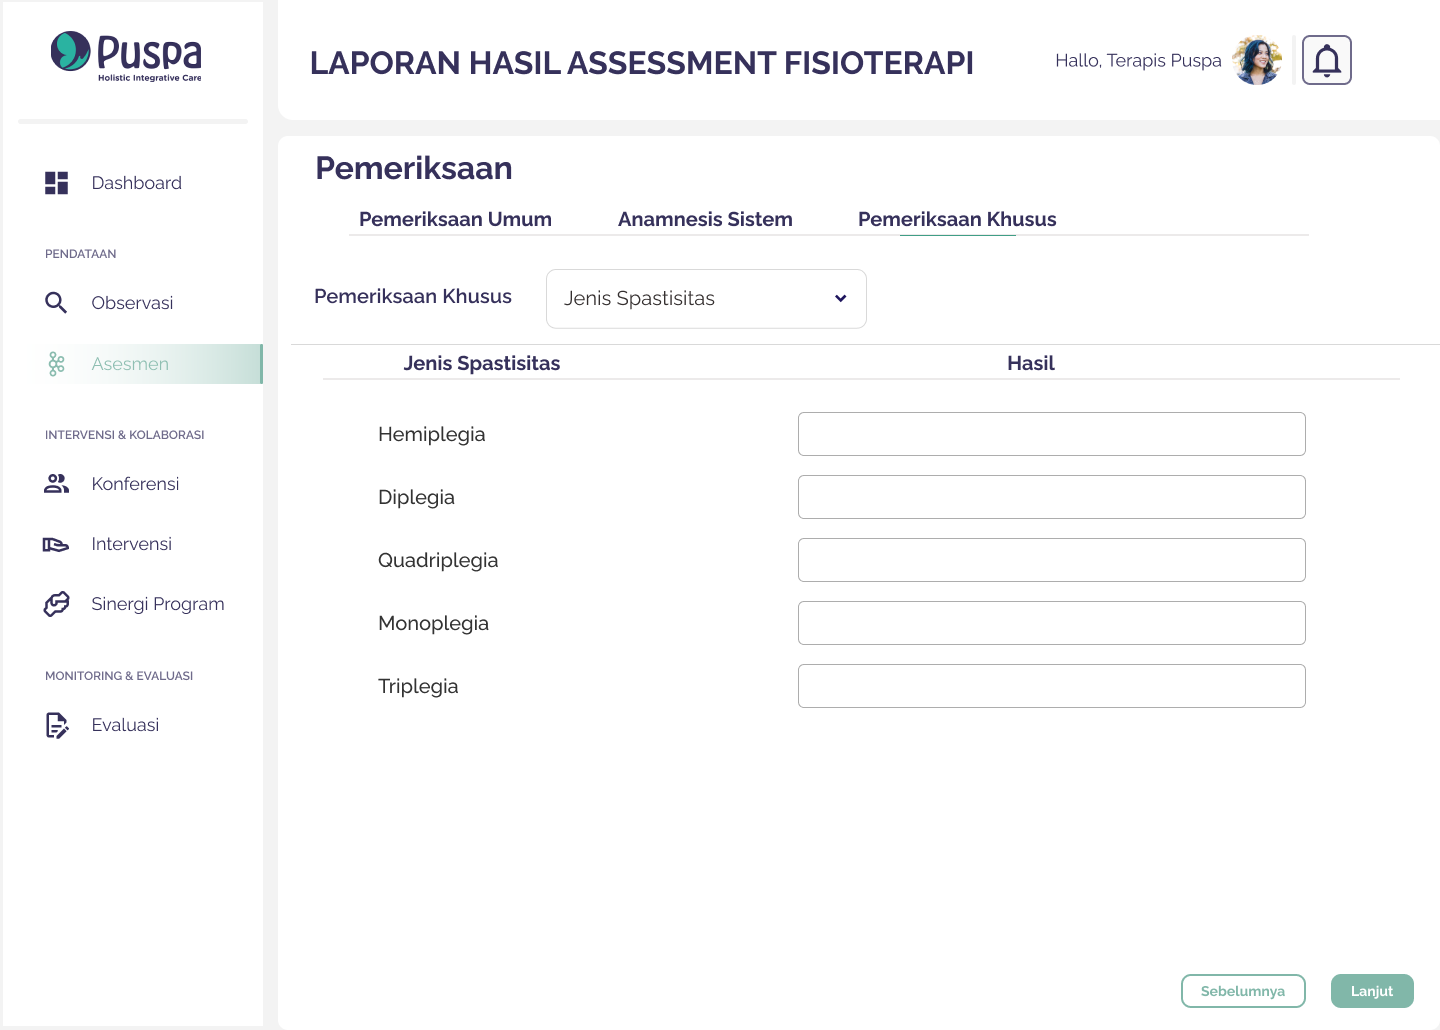 Puspa
Holistic Integrative Care
LAPORAN HASIL ASSESSMENT FISIOTERAPI
Hallo, Terapis Puspa
Dashboard
PENDATAAN
Observasi
Asesmen
INTERVENSI & KOLABORASI
Konferensi
Intervensi
Sinergi Program
MONITORING & EVALUASI
Evaluasi
Pemeriksaan
Pemeriksaan Umum
Anamnesis Sistem
Pemeriksaan Khusus
Pemeriksaan Khusus
Jenis Spastisitas
Jenis Spastisitas
Hasil
Hemiplegia
Diplegia
Quadriplegia
Monoplegia
Triplegia
Sebelumnya
Lanjut